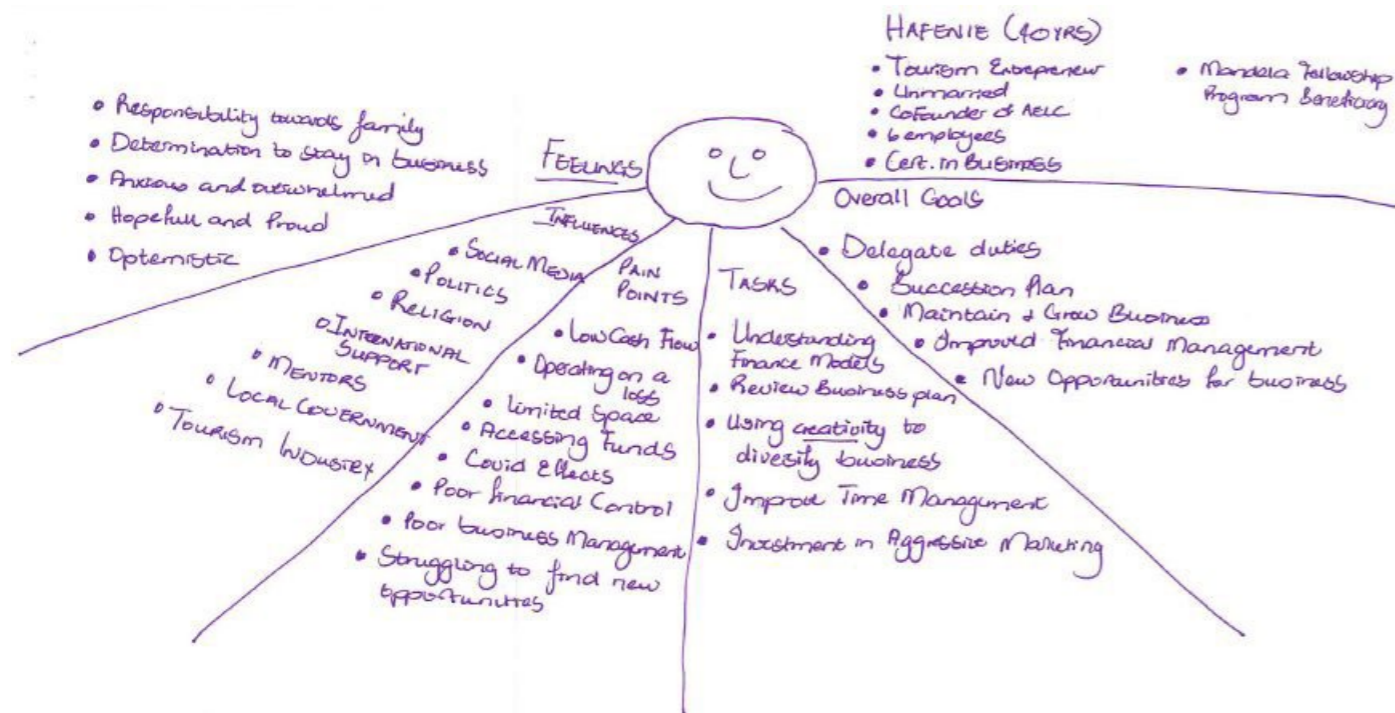 HAFENIE (40YRS)
• Tourism Entrepreneur
• Unmarried
• CoFounder of AELC
• 6 employees
• Cert. in Business
• Mandela Fellowship
Program Beneficiary
FEELINGS
• Responsibility towards family
• Determination to stay in business
• Anxious and overwhelmed
• Hopefull and Proud
• Optemistic
INFLUENCES
• SOCIAL MEDIA
• POLITICS
• RELIGION
• INTERNATIONAL
SUPPORT
• MENTORS
• LOCAL GOVERNMENT
• TOURISM INDUSTRY
PAIN
POINTS
• Low Cash Flow
• Operating on a
loss
• Limited Space
• Accessing Funds
• Covid Effects
• Poor financial Control
• Poor business Management
• Struggling to find new
opportunities
TASKS
• Understanding
Finance Models
• Review Business plan
• Using creativity to
diversify business
• Improve Time Management
• Investment in Aggressive Marketing
Overall Goals
• Delegate duties
• Succession Plan
• Maintain & Grow Business
• Improved Financial Management
• New Opportunities for business